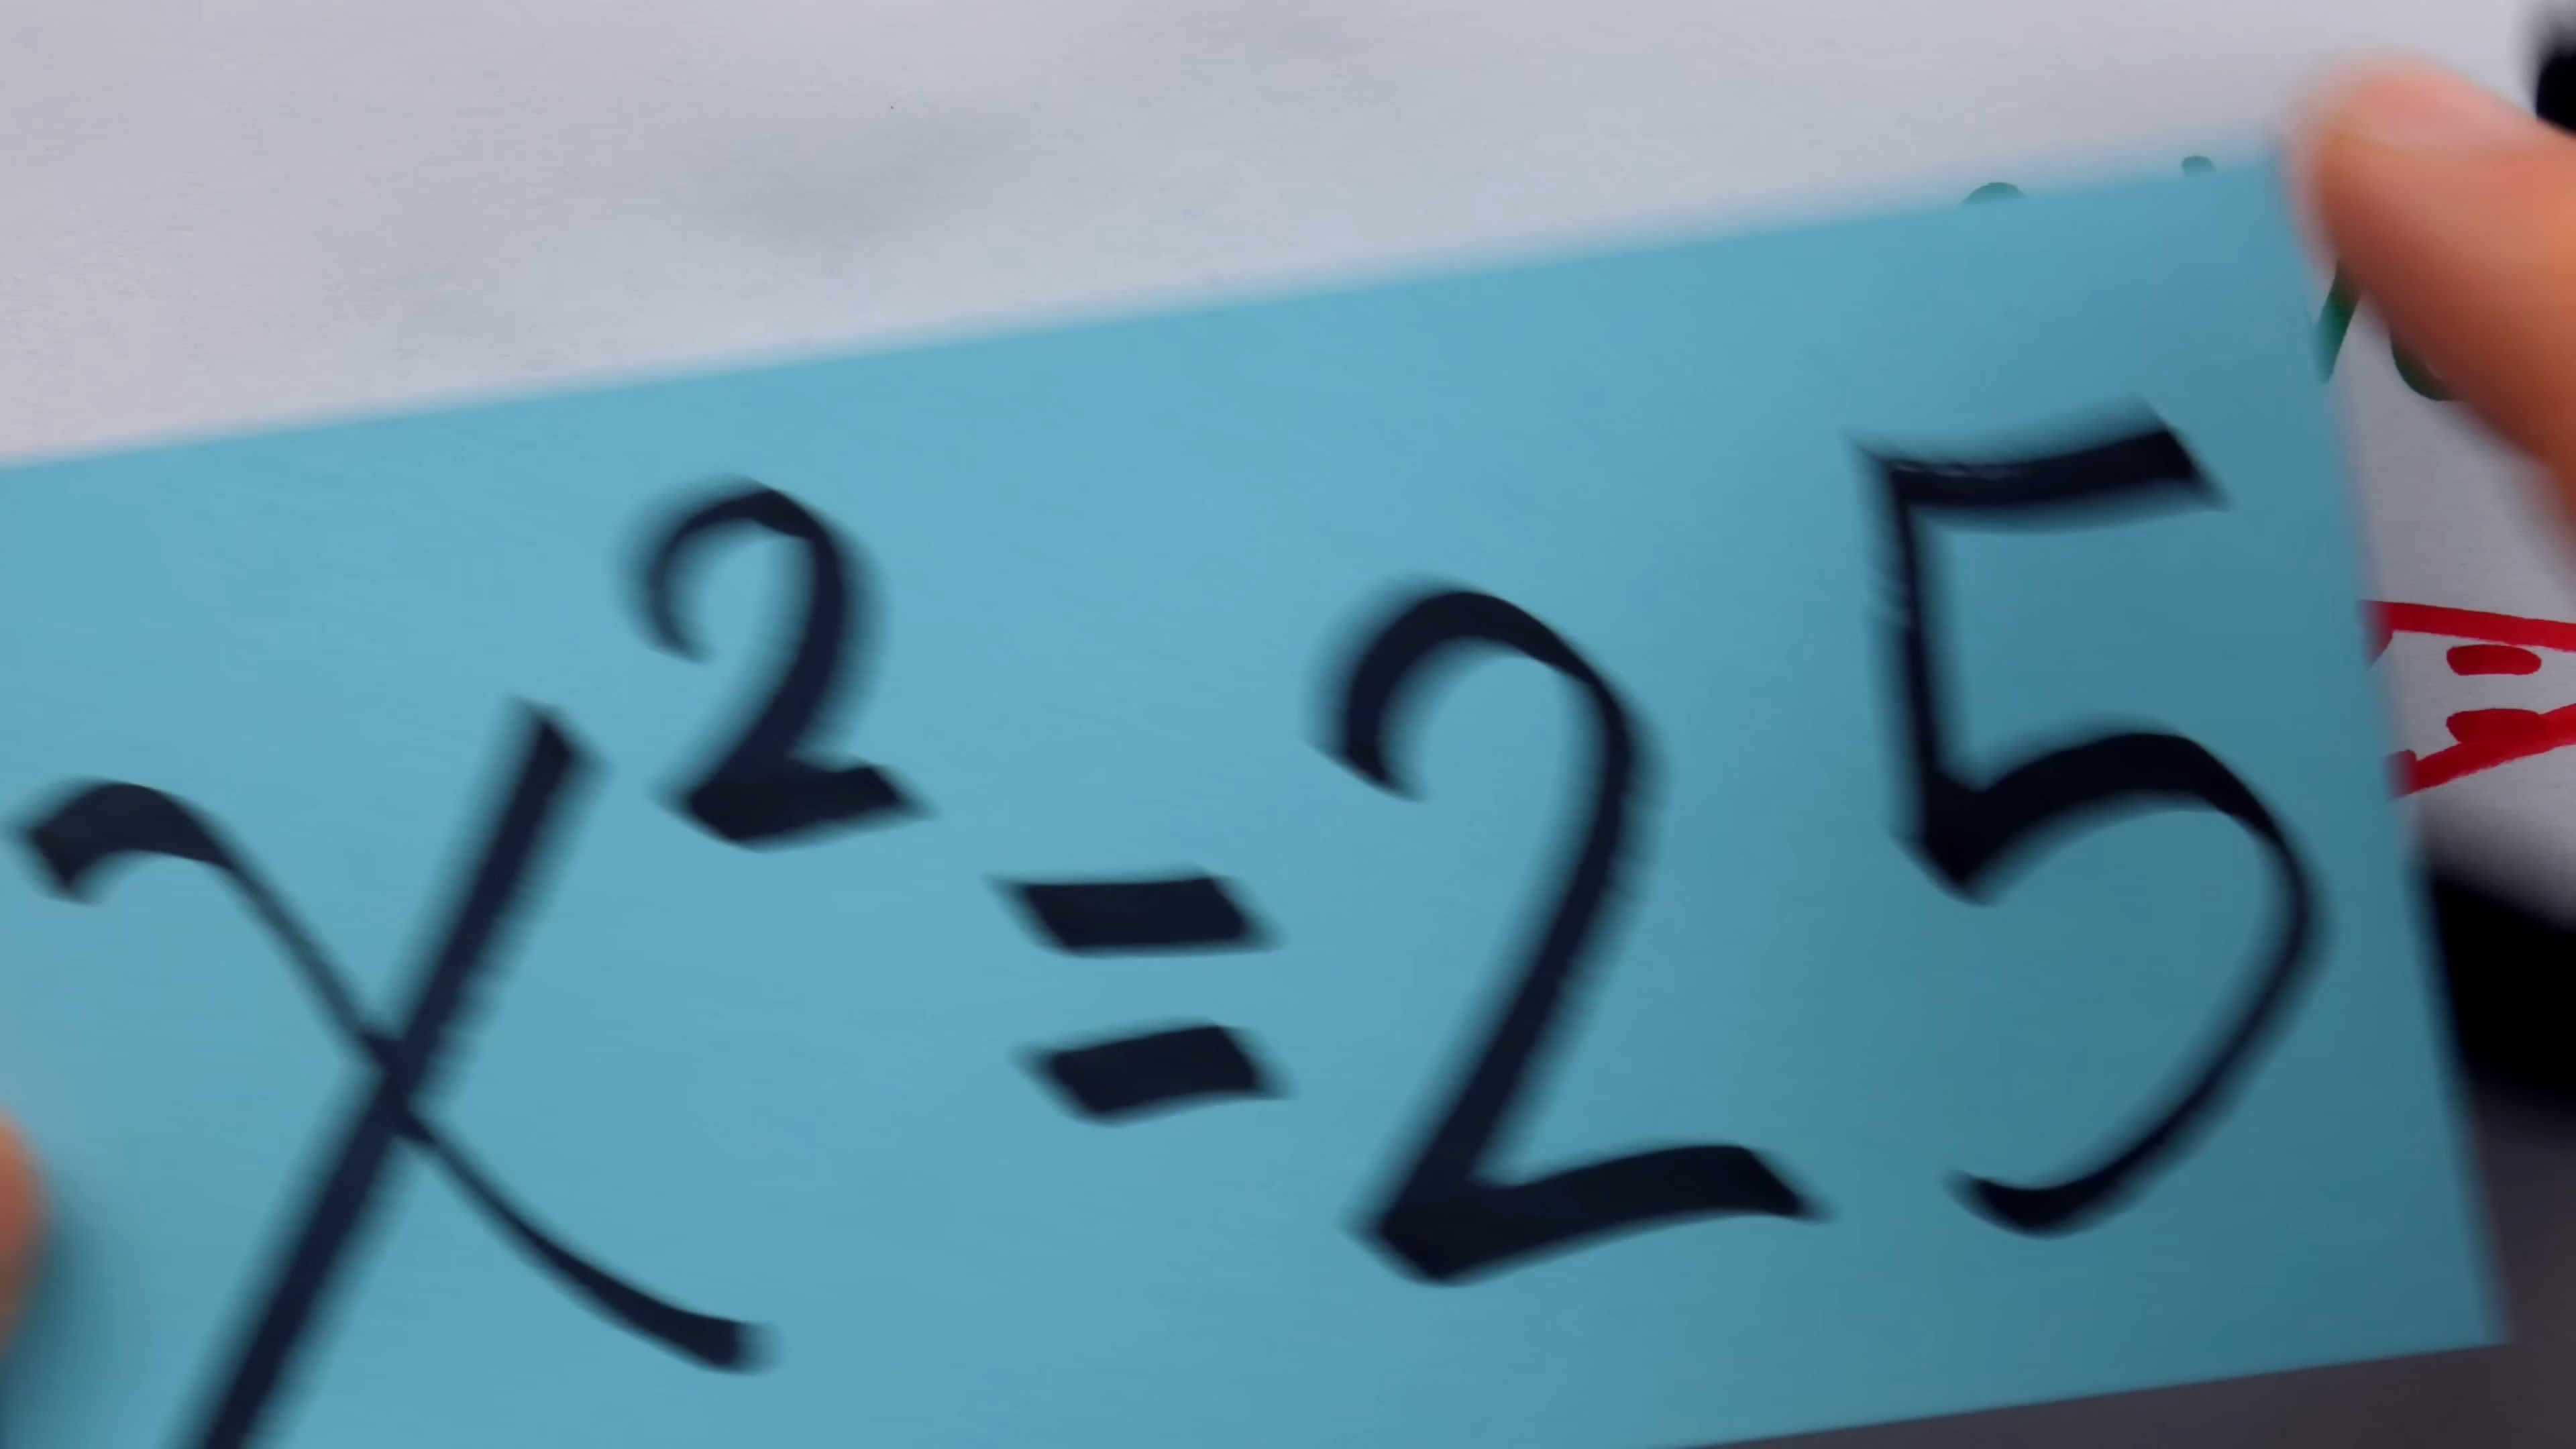 x² = 25